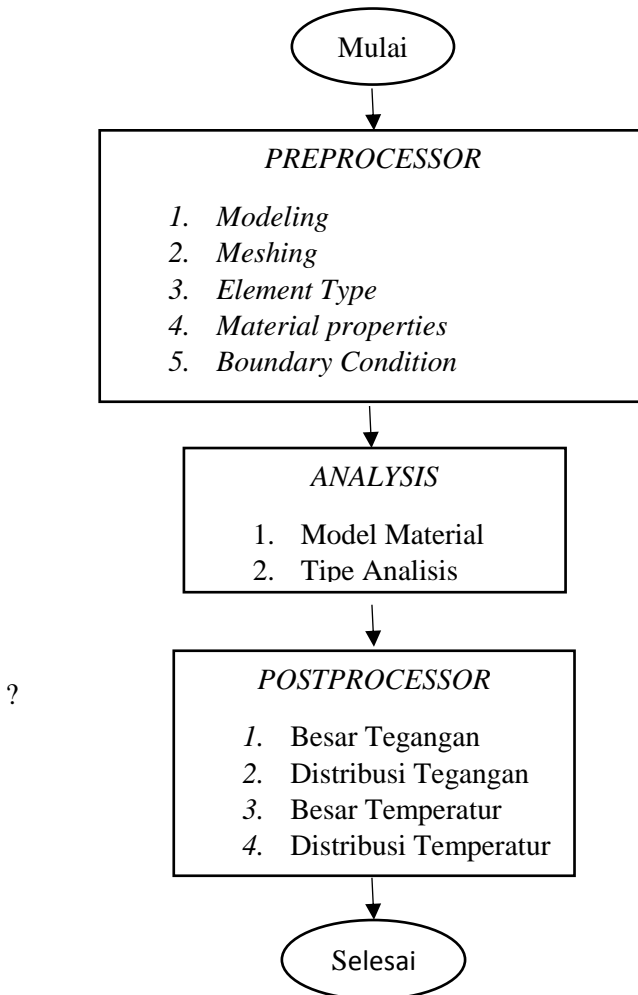 Mulai
PREPROCESSOR
1. Modeling
2. Meshing
3. Element Type
4. Material properties
5. Boundary Condition
ANALYSIS
1. Model Material
2. Tipe Analisis
?
POSTPROCESSOR
1. Besar Tegangan
2. Distribusi Tegangan
3. Besar Temperatur
4. Distribusi Temperatur
Selesai